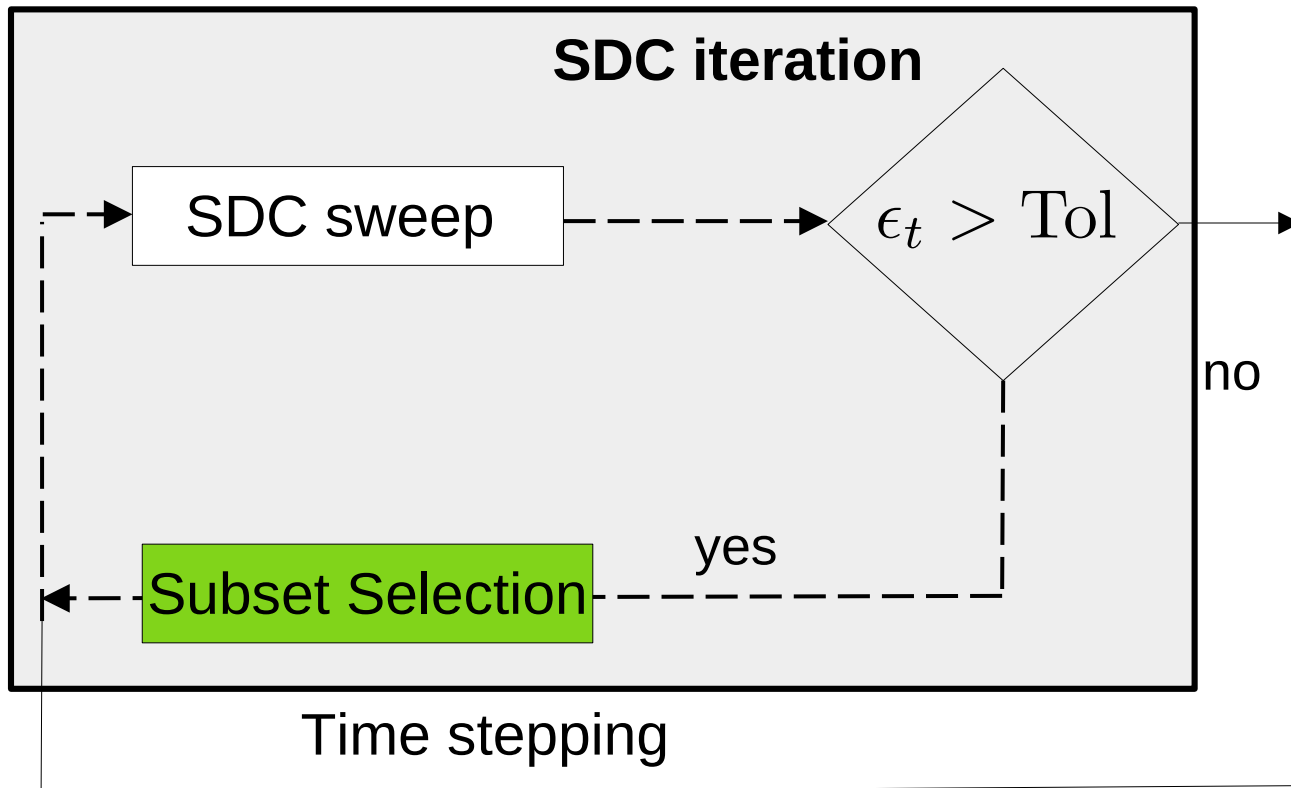 SDC iteration
SDC sweep
ϵₜ > Tol
no
yes
Subset Selection
Time stepping